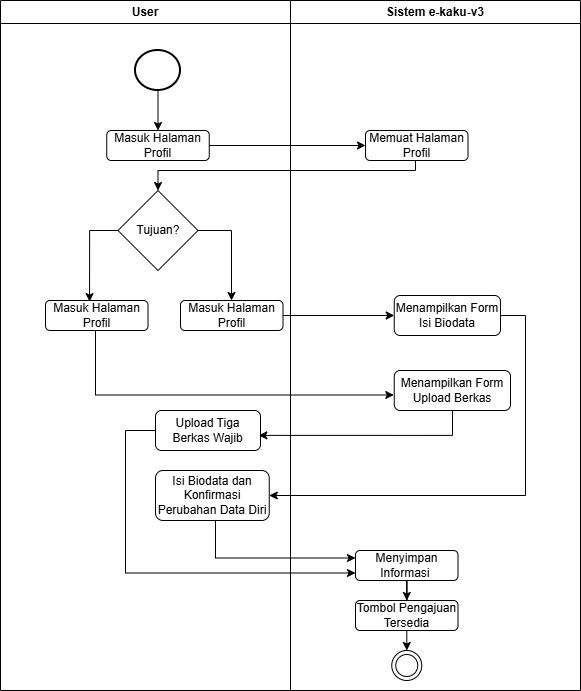 User
Sistem e-kaku-v3
Masuk Halaman
Profil
Memuat Halaman
Profil
Tujuan?
Masuk Halaman
Profil
Masuk Halaman
Profil
Menampilkan Form
Isi Biodata
Menampilkan Form
Upload Berkas
Upload Tiga
Berkas Wajib
Isi Biodata dan
Konfirmasi
Perubahan Data Diri
Menyimpan
Informasi
Tombol Pengajuan
Tersedia